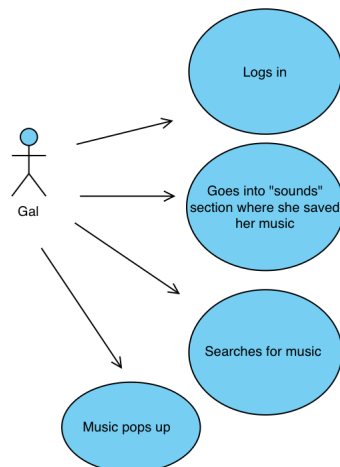 Logs in
Gal
Goes into "sounds"
section where she saved
her music
Searches for music
Music pops up